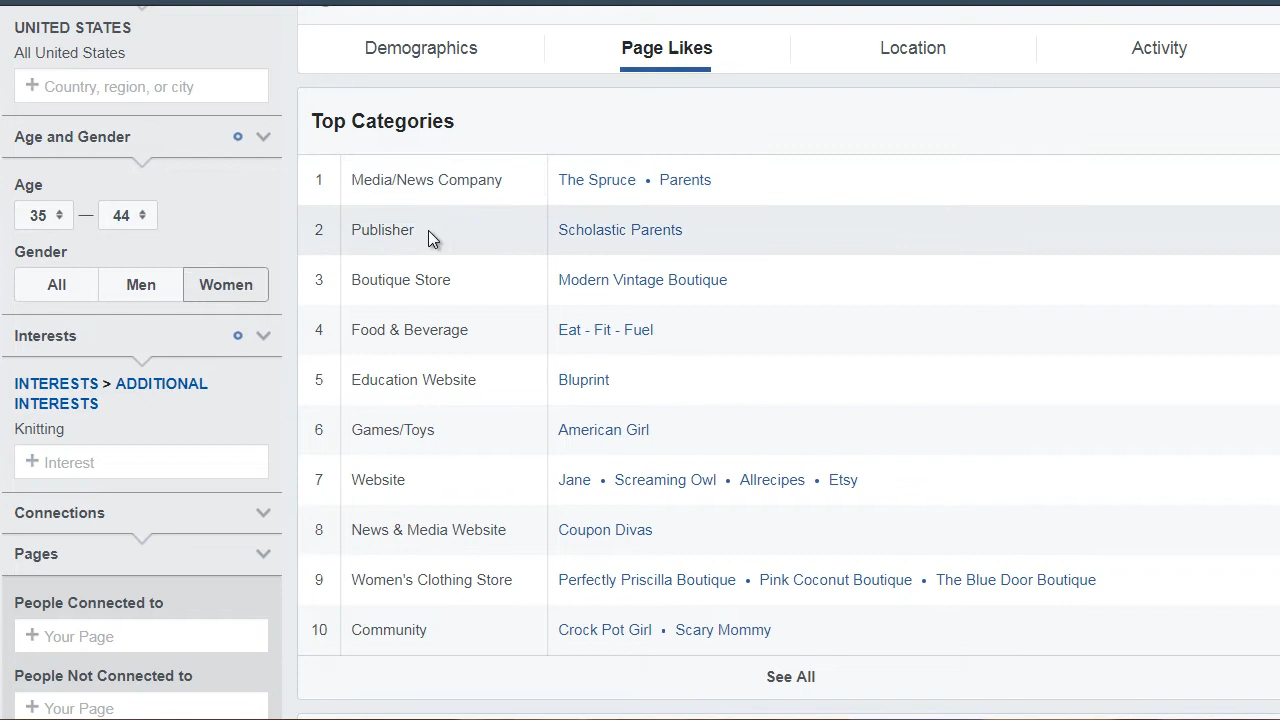 UNITED STATES
All United States
+ Country, region, or city
Age and Gender
Age
35 — 44
Gender
All Men Women
Interests
INTERESTS > ADDITIONAL
INTERESTS
Knitting
+ Interest
Connections
Pages
People Connected to
+ Your Page
People Not Connected to
+ Your Page
Demographics Page Likes Location Activity
Top Categories
1 Media/News Company The Spruce • Parents
2 Publisher Scholastic Parents
3 Boutique Store Modern Vintage Boutique
4 Food & Beverage Eat - Fit - Fuel
5 Education Website Bluprint
6 Games/Toys American Girl
7 Website Jane • Screaming Owl • Allrecipes • Etsy
8 News & Media Website Coupon Divas
9 Women's Clothing Store Perfectly Priscilla Boutique • Pink Coconut Boutique • The Blue Door Boutique
10 Community Crock Pot Girl • Scary Mommy
See All